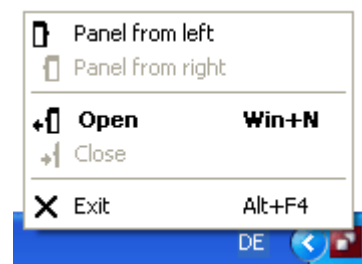 Panel from left
Panel from right
Open Win+N
Close
Exit Alt+F4
DE